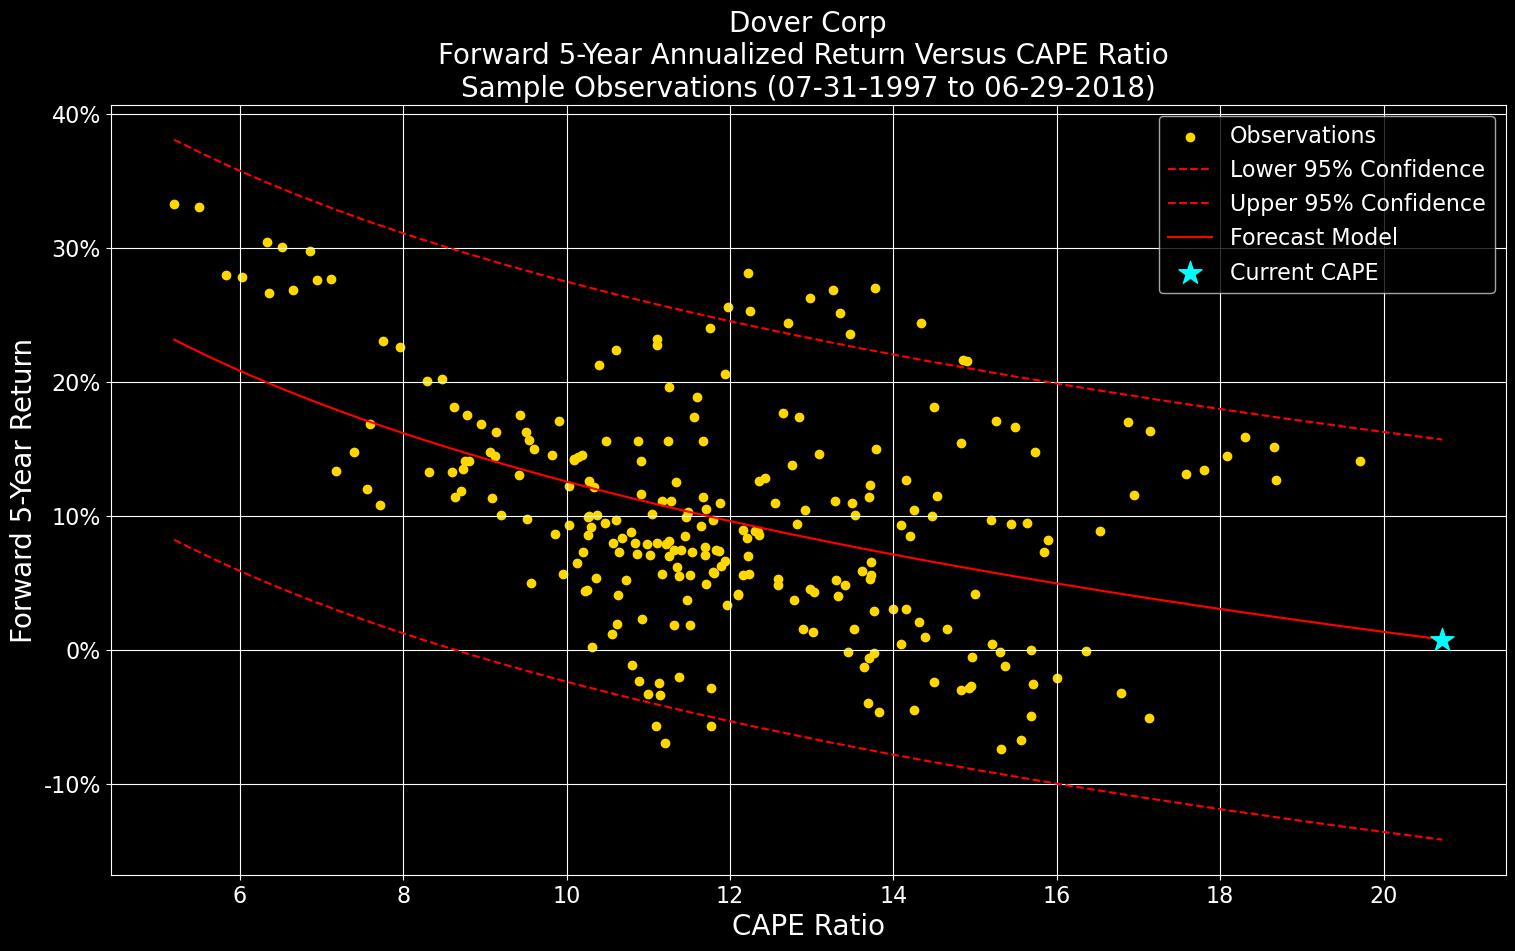 Dover Corp
Forward 5-Year Annualized Return Versus CAPE Ratio
Sample Observations (07-31-1997 to 06-29-2018)
Observations
Lower 95% Confidence
Upper 95% Confidence
Forecast Model
Current CAPE
Forward 5-Year Return
40%
30%
20%
10%
0%
-10%
6 8 10 12 14 16 18 20
CAPE Ratio